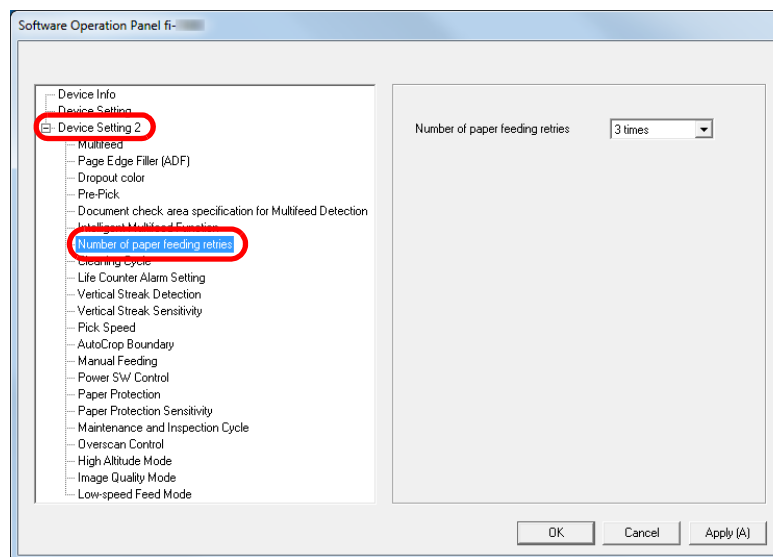 Software Operation Panel fi-
Device Info
Device Setting
Device Setting 2
Multifeed
Page Edge Filler (ADF)
Dropout color
Pre-Pick
Document check area specification for Multifeed Detection
Intelligent Multifeed Function
Number of paper feeding retries
Cleaning Cycle
Life Counter Alarm Setting
Vertical Streak Detection
Vertical Streak Sensitivity
Pick Speed
AutoCrop Boundary
Manual Feeding
Power SW Control
Paper Protection
Paper Protection Sensitivity
Maintenance and Inspection Cycle
Overscan Control
High Altitude Mode
Image Quality Mode
Low-speed Feed Mode
Number of paper feeding retries 3 times
OK Cancel Apply (A)